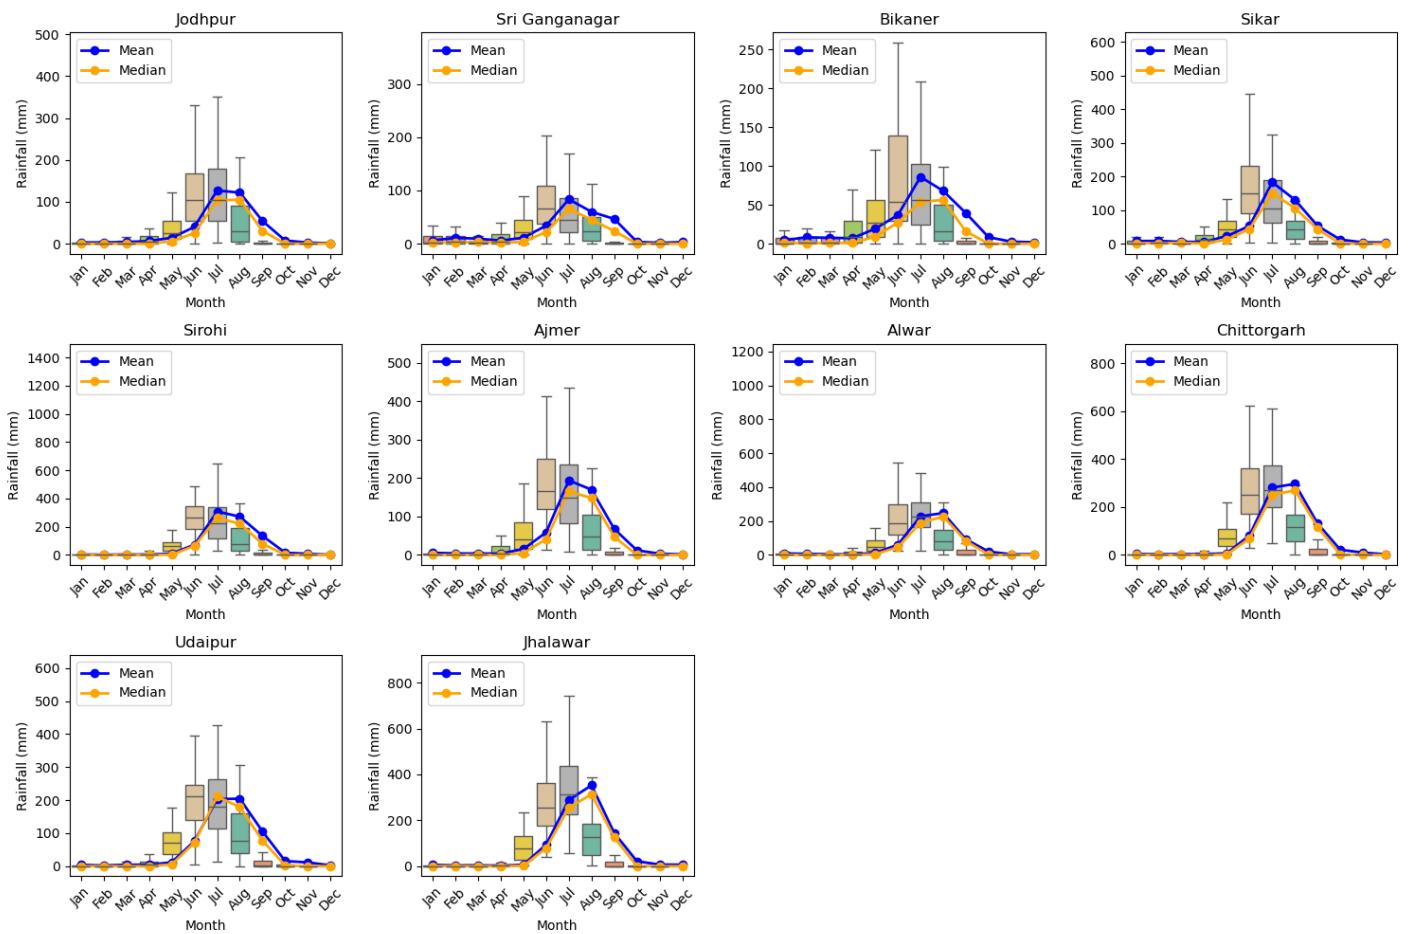 Jodhpur
Rainfall (mm)
500
400
300
200
100
0
Mean
Median
Jan Feb Mar Apr May Jun Jul Aug Sep Oct Nov Dec
Month
Sri Ganganagar
Rainfall (mm)
300
200
100
0
Mean
Median
Jan Feb Mar Apr May Jun Jul Aug Sep Oct Nov Dec
Month
Bikaner
Rainfall (mm)
250
200
150
100
50
0
Mean
Median
Jan Feb Mar Apr May Jun Jul Aug Sep Oct Nov Dec
Month
Sikar
Rainfall (mm)
600
500
400
300
200
100
0
Mean
Median
Jan Feb Mar Apr May Jun Jul Aug Sep Oct Nov Dec
Month
Sirohi
Rainfall (mm)
1400
1200
1000
800
600
400
200
0
Mean
Median
Jan Feb Mar Apr May Jun Jul Aug Sep Oct Nov Dec
Month
Ajmer
Rainfall (mm)
500
400
300
200
100
0
Mean
Median
Jan Feb Mar Apr May Jun Jul Aug Sep Oct Nov Dec
Month
Alwar
Rainfall (mm)
1200
1000
800
600
400
200
0
Mean
Median
Jan Feb Mar Apr May Jun Jul Aug Sep Oct Nov Dec
Month
Chittorgarh
Rainfall (mm)
800
600
400
200
0
Mean
Median
Jan Feb Mar Apr May Jun Jul Aug Sep Oct Nov Dec
Month
Udaipur
Rainfall (mm)
600
500
400
300
200
100
0
Mean
Median
Jan Feb Mar Apr May Jun Jul Aug Sep Oct Nov Dec
Month
Jhalawar
Rainfall (mm)
800
600
400
200
0
Mean
Median
Jan Feb Mar Apr May Jun Jul Aug Sep Oct Nov Dec
Month